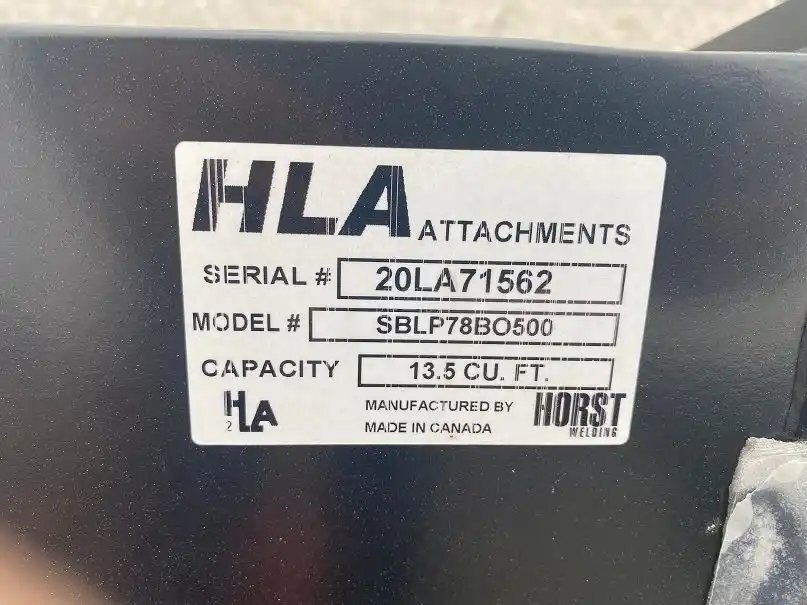 HLA ATTACHMENTS
SERIAL # 20LA71562
MODEL # SBLP78BO500
CAPACITY 13.5 CU. FT.
HLA
2
MANUFACTURED BY HORST
MADE IN CANADA WELDING